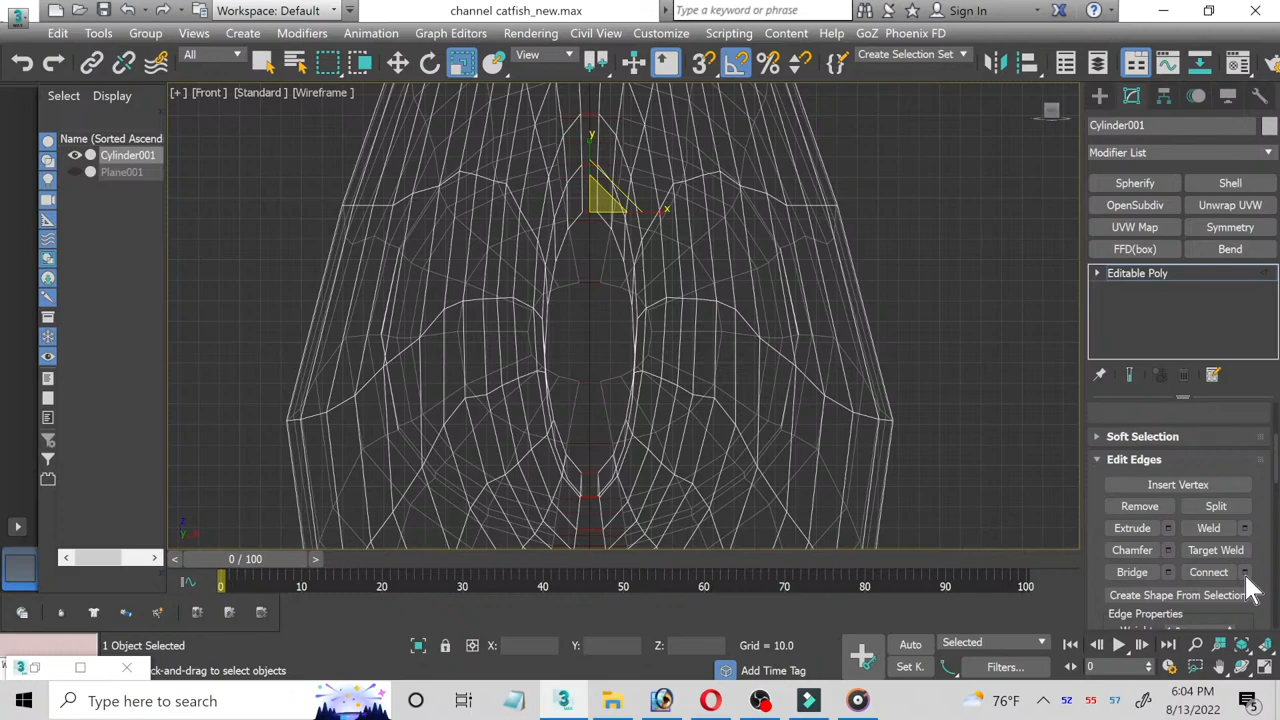 Workspace: Default
channel catfish_new.max
Type a keyword or phrase
Sign In
Edit Tools Group Views Create Modifiers Animation Graph Editors Rendering Civil View Customize Scripting Content Help GoZ Phoenix FD
All
View
Create Selection Set
Select Display
[+] [Front] [Standard] [Wireframe]
Name (Sorted Ascend
Cylinder001
Plane001
y
x
z
Cylinder001
Modifier List
Spherify Shell
OpenSubdiv Unwrap UVW
UVW Map Symmetry
FFD(box) Bend
Editable Poly
Soft Selection
Edit Edges
Insert Vertex
Remove Split
Extrude Weld
Chamfer Target Weld
Bridge Connect
Create Shape From Selection
Edge Properties
0 / 100
0 10 20 30 40 50 60 70 80 90 100
1 Object Selected
X: Y: Z: Grid = 10.0
Auto
Selected
ck-and-drag to select objects
Add Time Tag
Set K.
Filters...
0
Type here to search
76°F
52 55 57
6:04 PM
8/13/2022
5